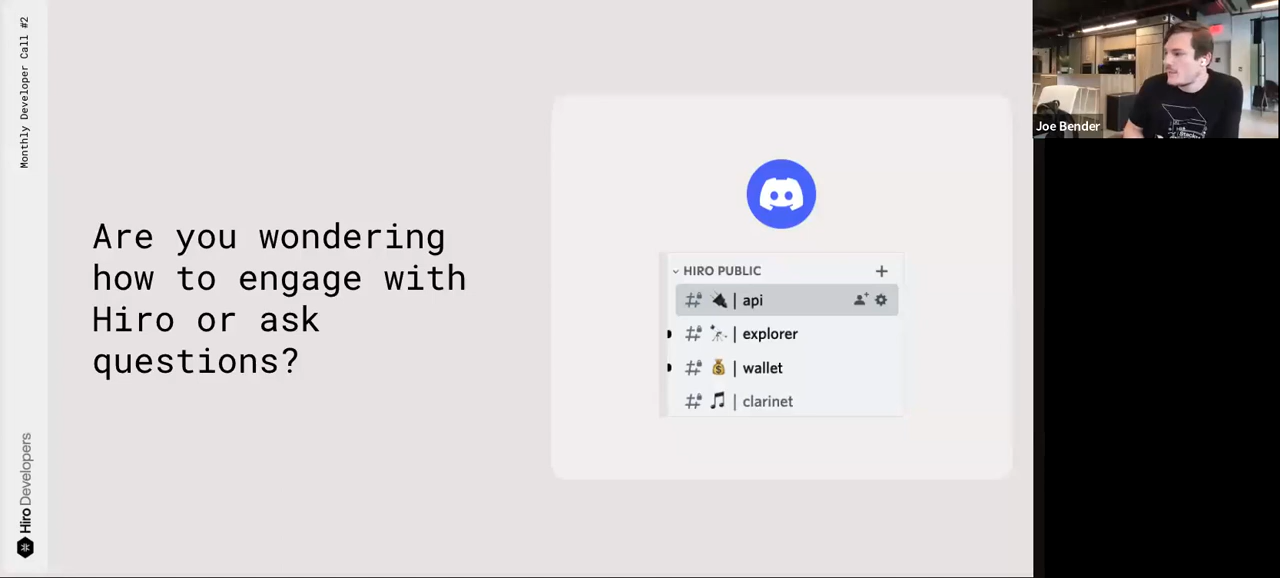 Monthly Developer Call #2
Are you wondering
how to engage with
Hiro or ask
questions?
HIRO PUBLIC
| api
| explorer
| wallet
| clarinet
Hiro Developers
Joe Bender